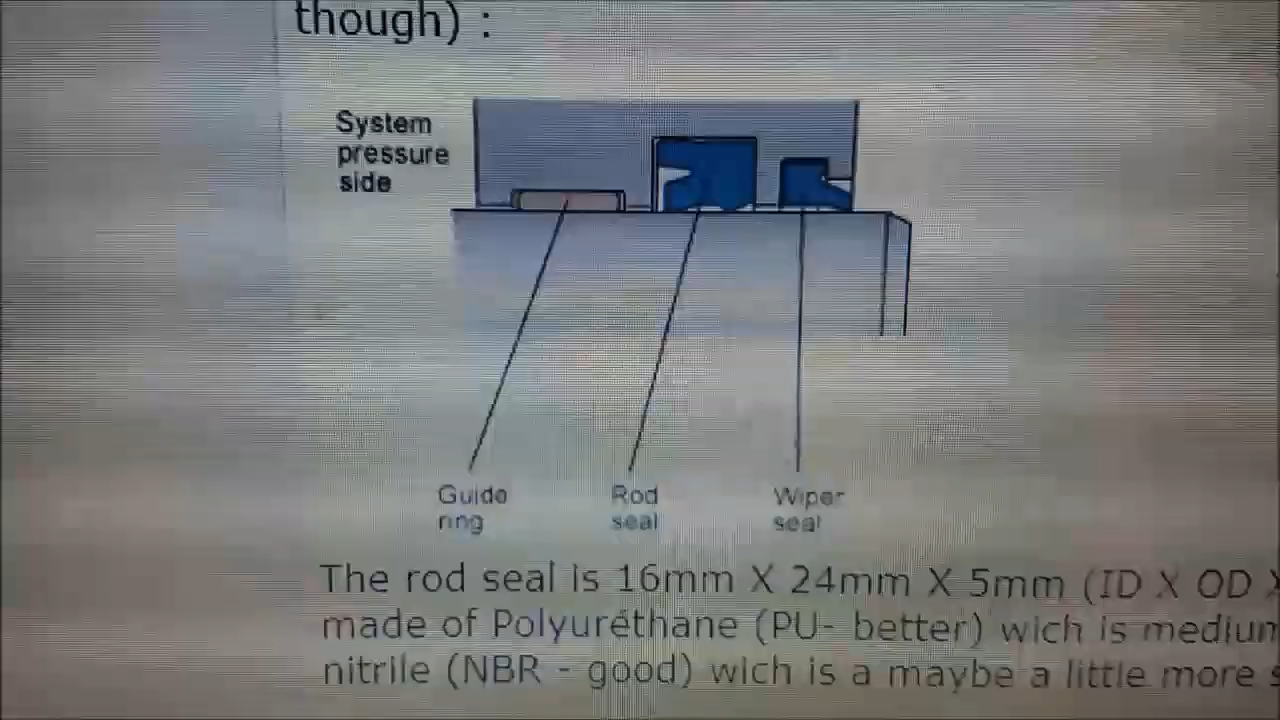 though) :
System
pressure
side
Guide
ring
Rod
seal
Wiper
seal
The rod seal is 16mm X 24mm X 5mm (ID X OD X
made of Polyuréthane (PU- better) wich is medium
nitrile (NBR - good) wich is a maybe a little more s